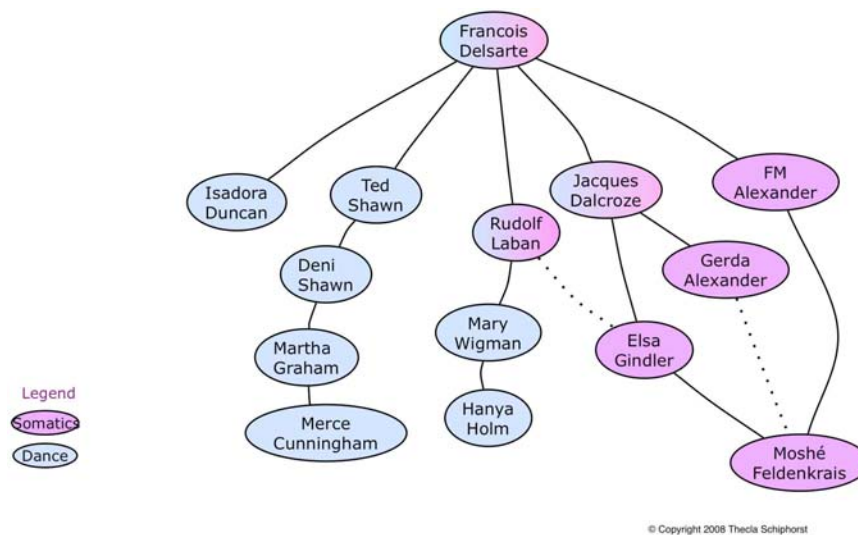 Francois
Delsarte
Isadora
Duncan
Ted
Shawn
Jacques
Dalcroze
FM
Alexander
Rudolf
Laban
Deni
Shawn
Gerda
Alexander
Martha
Graham
Mary
Wigman
Elsa
Gindler
Legend
Somatics
Dance
Merce
Cunningham
Hanya
Holm
Moshé
Feldenkrais
© Copyright 2008 Thecla Schiphorst